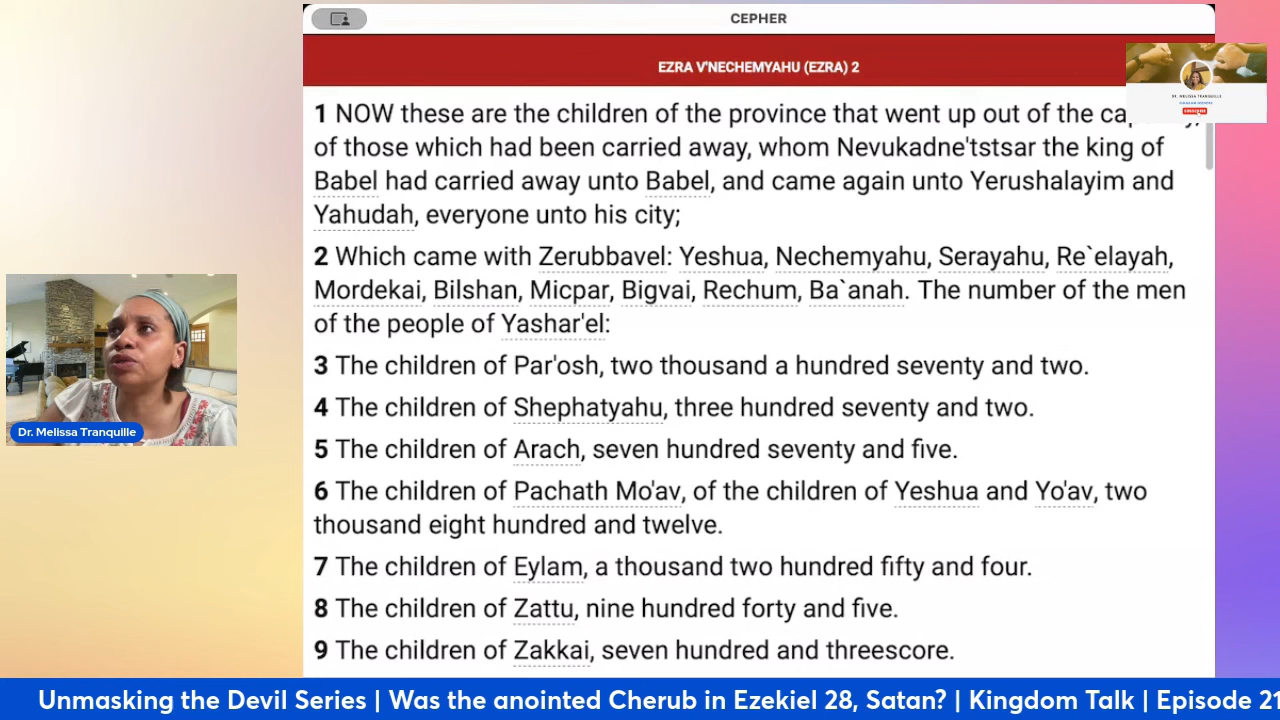 CEPHER
EZRA V'NECHEMYAHU (EZRA) 2
DR. MELISSA TRANQUILLE
SUBSCRIBE
1 NOW these are the children of the province that went up out of the
of those which had been carried away, whom Nevukadne'tstsar the king of
Babel had carried away unto Babel, and came again unto Yerushalayim and
Yahudah, everyone unto his city;
2 Which came with Zerubbavel: Yeshua, Nechemyahu, Serayahu, Re`elayah,
Mordekai, Bilshan, Micpar, Bigvai, Rechum, Ba`anah. The number of the men
of the people of Yashar'el:
3 The children of Par'osh, two thousand a hundred seventy and two.
4 The children of Shephatyahu, three hundred seventy and two.
5 The children of Arach, seven hundred seventy and five.
6 The children of Pachath Mo'av, of the children of Yeshua and Yo'av, two
thousand eight hundred and twelve.
7 The children of Eylam, a thousand two hundred fifty and four.
8 The children of Zattu, nine hundred forty and five.
9 The children of Zakkai, seven hundred and threescore.
Dr. Melissa Tranquille
Unmasking the Devil Series | Was the anointed Cherub in Ezekiel 28, Satan? | Kingdom Talk | Episode 21